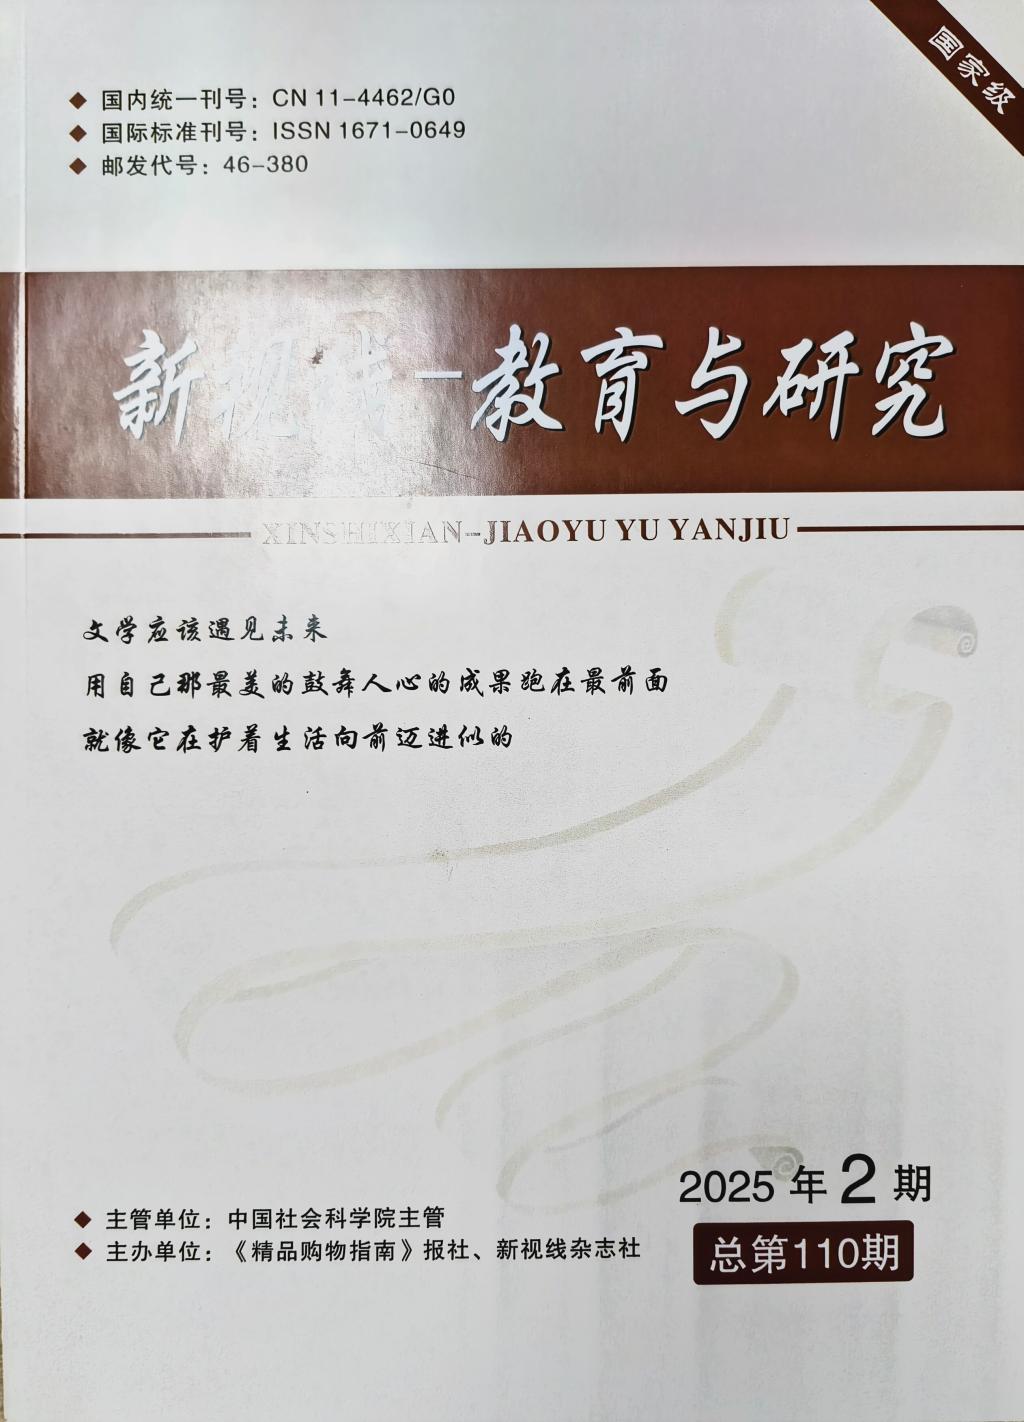 国家级
◆ 国内统一刊号：CN 11-4462/G0
◆ 国际标准刊号：ISSN 1671-0649
◆ 邮发代号：46-380
新视线-教育与研究
XINSHIXIAN-JIAOYU YU YANJIU
文学应该遇见未来
用自己那最美的鼓舞人心的成果跑在最前面
就像它在护着生活向前迈进似的
2025 年 2 期
总第110期
◆ 主管单位：中国社会科学院主管
◆ 主办单位：《精品购物指南》报社、新视线杂志社